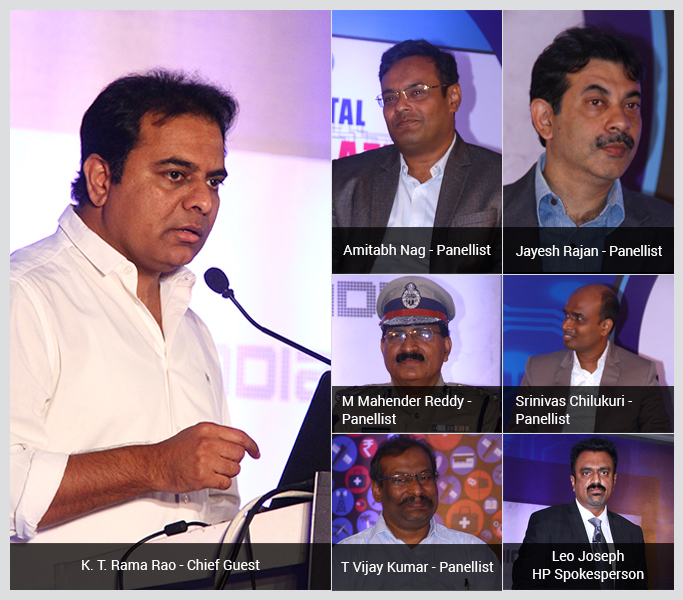 TAL
Amitabh Nag - Panellist
Jayesh Rajan - Panellist
M Mahender Reddy -
Panellist
Srinivas Chilukuri -
Panellist
K. T. Rama Rao - Chief Guest
T Vijay Kumar - Panellist
Leo Joseph
HP Spokesperson